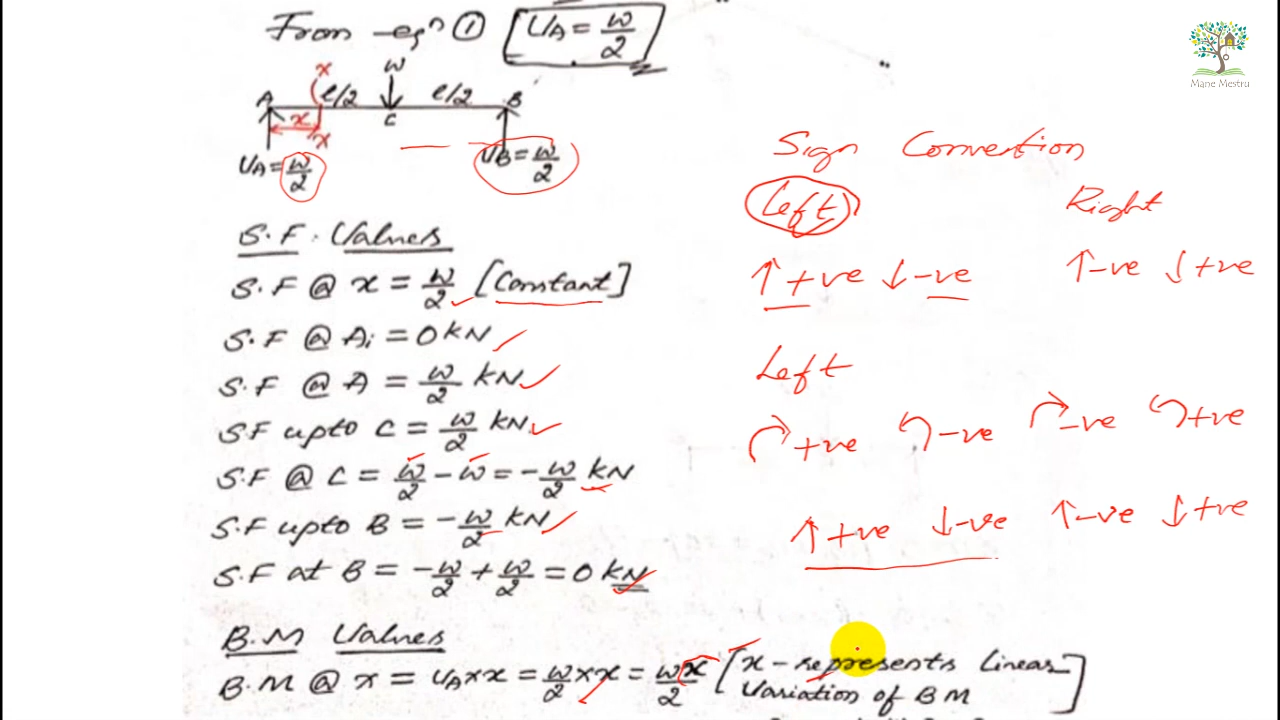 From eqn ① [VA = w/2]
Mane Mestru
x w
A l/2 l/2 B
x C
x
VA = w/2 VB = w/2
Sign Convention
Left Right
↑+ve ↓-ve ↑-ve ↓+ve
Left
↷+ve ↶-ve ↷-ve ↶+ve
↑+ve ↓-ve ↑-ve ↓+ve
S.F. Values
S.F @ x = w/2 [Constant]
S.F @ Ai = 0 kN
S.F @ A = w/2 kN
S.F upto C = w/2 kN
S.F @ C = w/2 - w = -w/2 kN
S.F upto B = -w/2 kN
S.F at B = -w/2 + w/2 = 0 kN
B.M Values
B.M @ x = VA×x = w/2 ×x = wx/2 [x - represents Linear
Variation of BM]